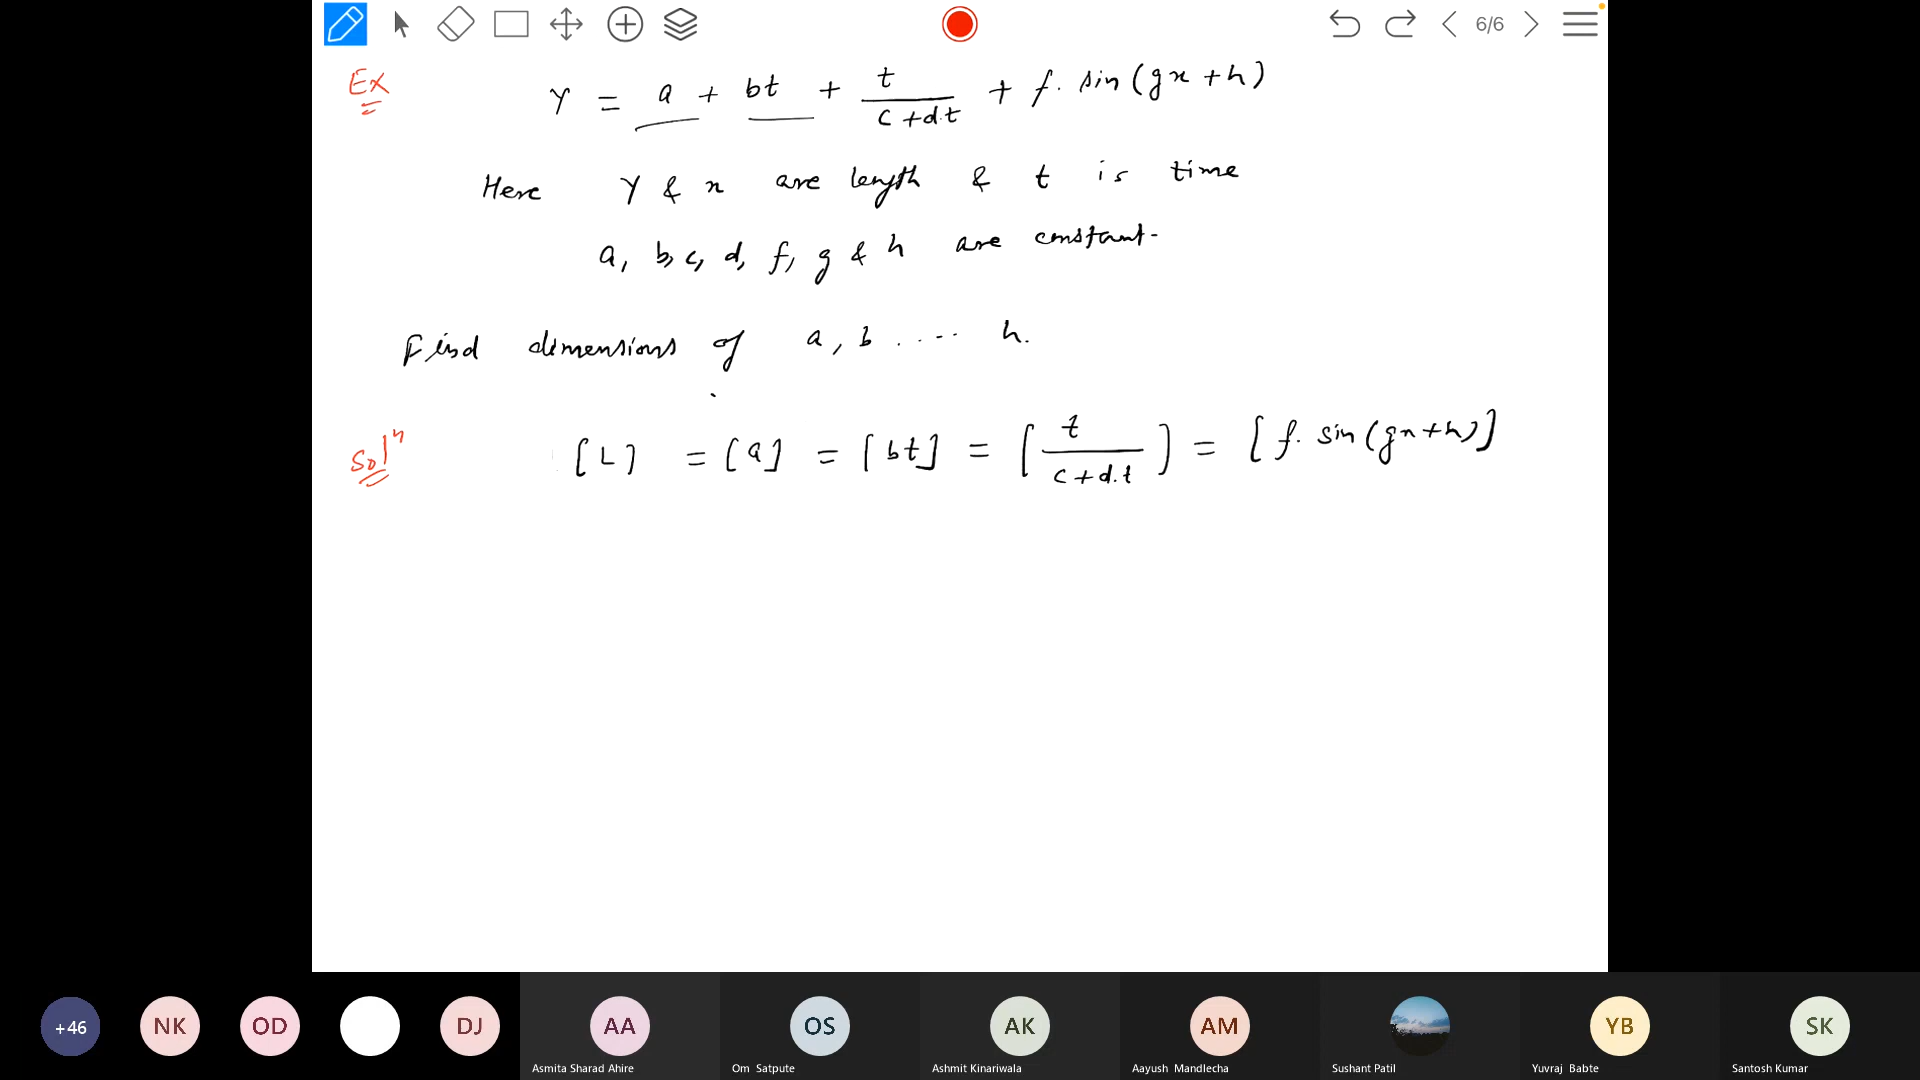 6/6
Ex
Y = a + bt + t/(c+d.t) + f. sin(gx+h)
Here Y & x are length & t is time
a, b, c, d, f, g & h are constant-
Find dimensions of a, b .... h.
Solⁿ
[L] = [a] = [bt] = [t/(c+d.t)] = [f. sin(gx+h)]
+46 NK OD DJ AA OS AK AM YB SK
Asmita Sharad Ahire Om Satpute Ashmit Kinariwala Aayush Mandlecha Sushant Patil Yuvraj Babte Santosh Kumar